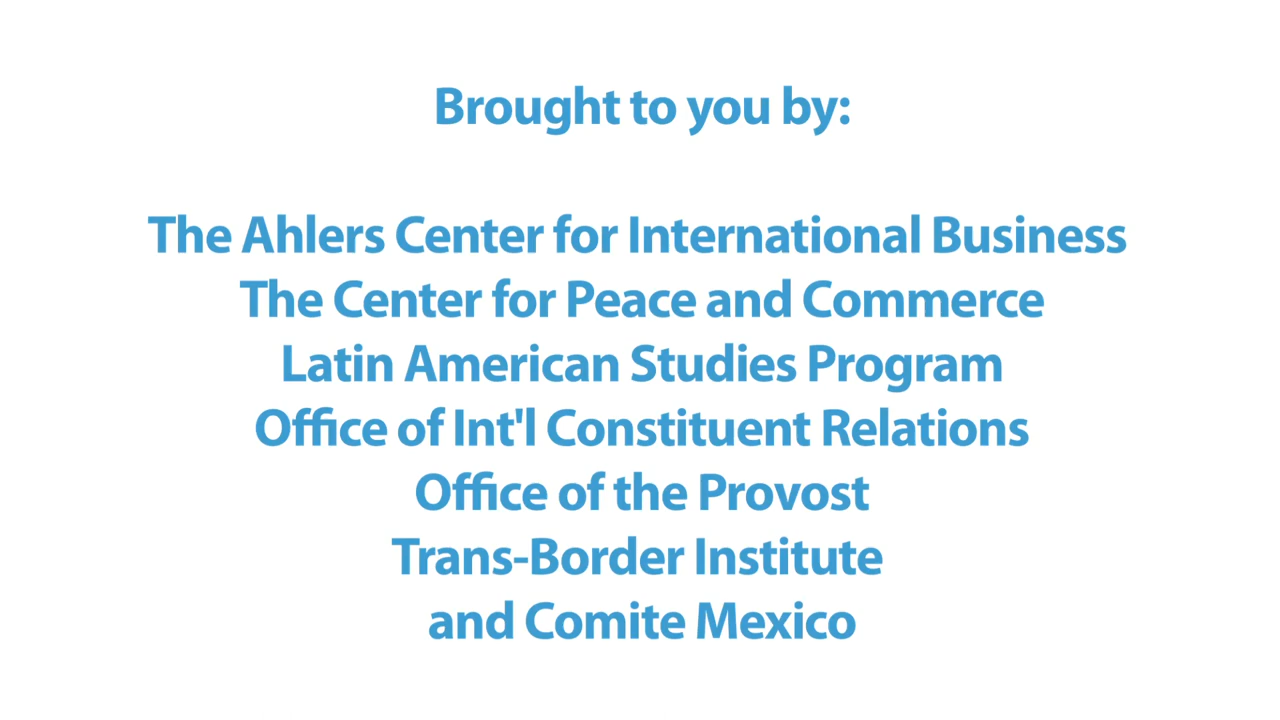 Brought to you by:
The Ahlers Center for International Business
The Center for Peace and Commerce
Latin American Studies Program
Office of Int'l Constituent Relations
Office of the Provost
Trans-Border Institute
and Comite Mexico